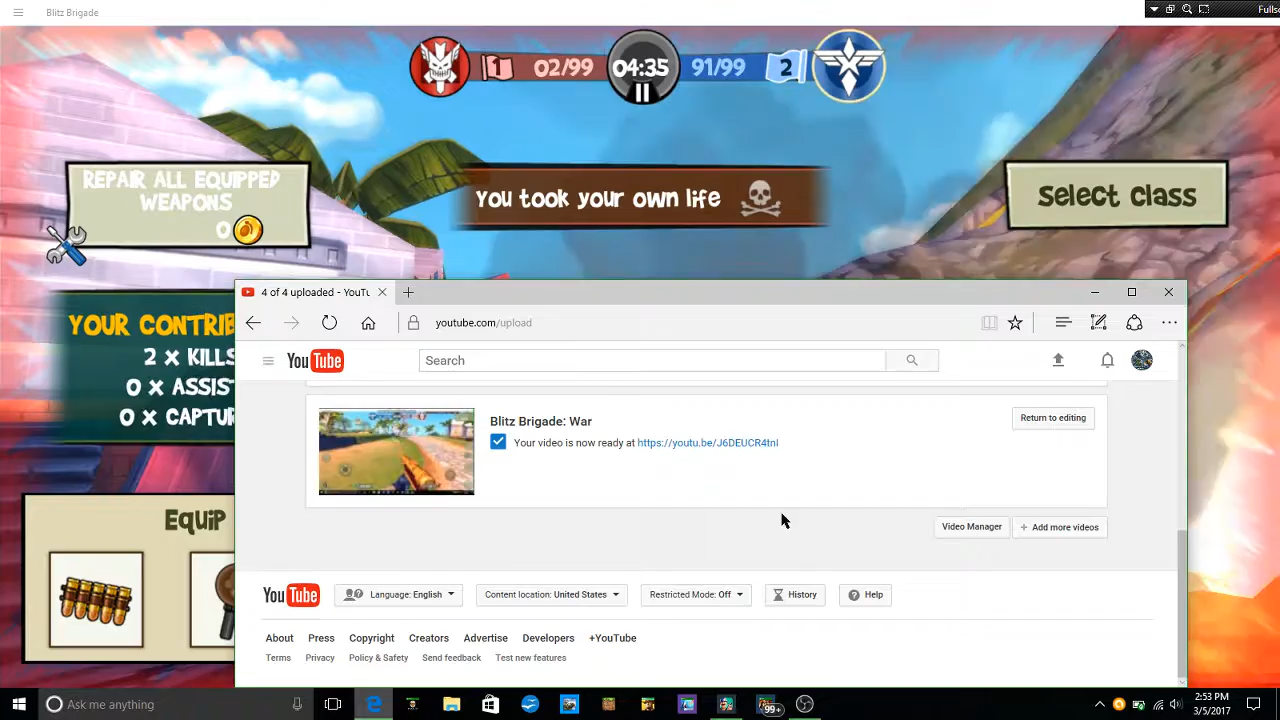 Blitz Brigade
Fulls
1 02/99 04:35 91/99 2
REPAIR ALL EQUIPPED
WEAPONS
0
You took your own life
Select class
YOUR CONTRIB
2 x KILLS
0 x ASSIS
0 x CAPTUR
Equip
4 of 4 uploaded - YouTu
youtube.com/upload
YouTube
Search
Blitz Brigade: War
Return to editing
Your video is now ready at https://youtu.be/J6DEUCR4tnI
Video Manager
+ Add more videos
YouTube
Language: English
Content location: United States
Restricted Mode: Off
History
Help
About Press Copyright Creators Advertise Developers +YouTube
Terms Privacy Policy & Safety Send feedback Test new features
Ask me anything
99+
2:53 PM
3/5/2017